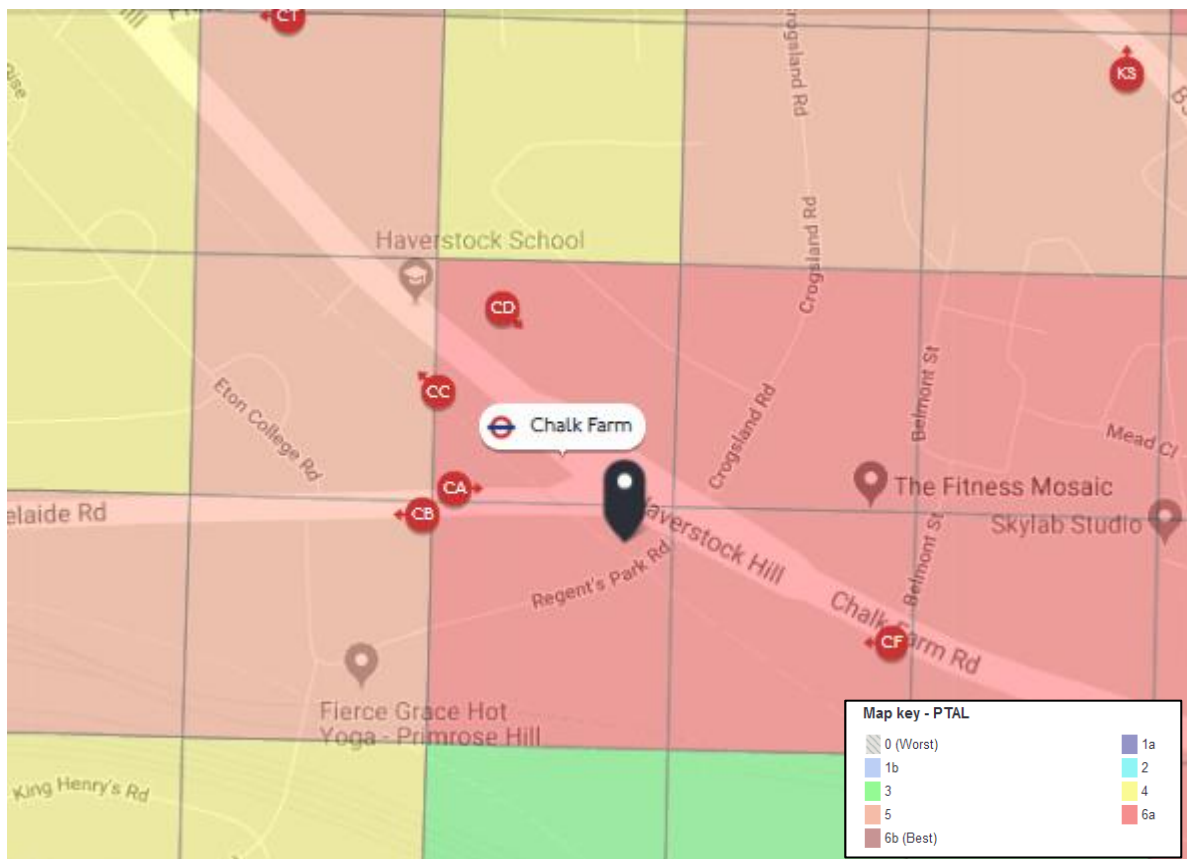 CT
Hill
Rise
Crogsland Rd
KS
Haverstock School
CD
Crogsland Rd
CC
Eton College Rd
Chalk Farm
Crogsland Rd
Belmont St
Mead Cl
CA
The Fitness Mosaic
elaide Rd
CB
Skylab Studio
Haverstock Hill
Regent's Park Rd
Belmont St
Chalk Farm Rd
CF
Fierce Grace Hot
Yoga - Primrose Hill
King Henry's Rd
Map key - PTAL
0 (Worst)
1a
1b
2
3
4
5
6a
6b (Best)